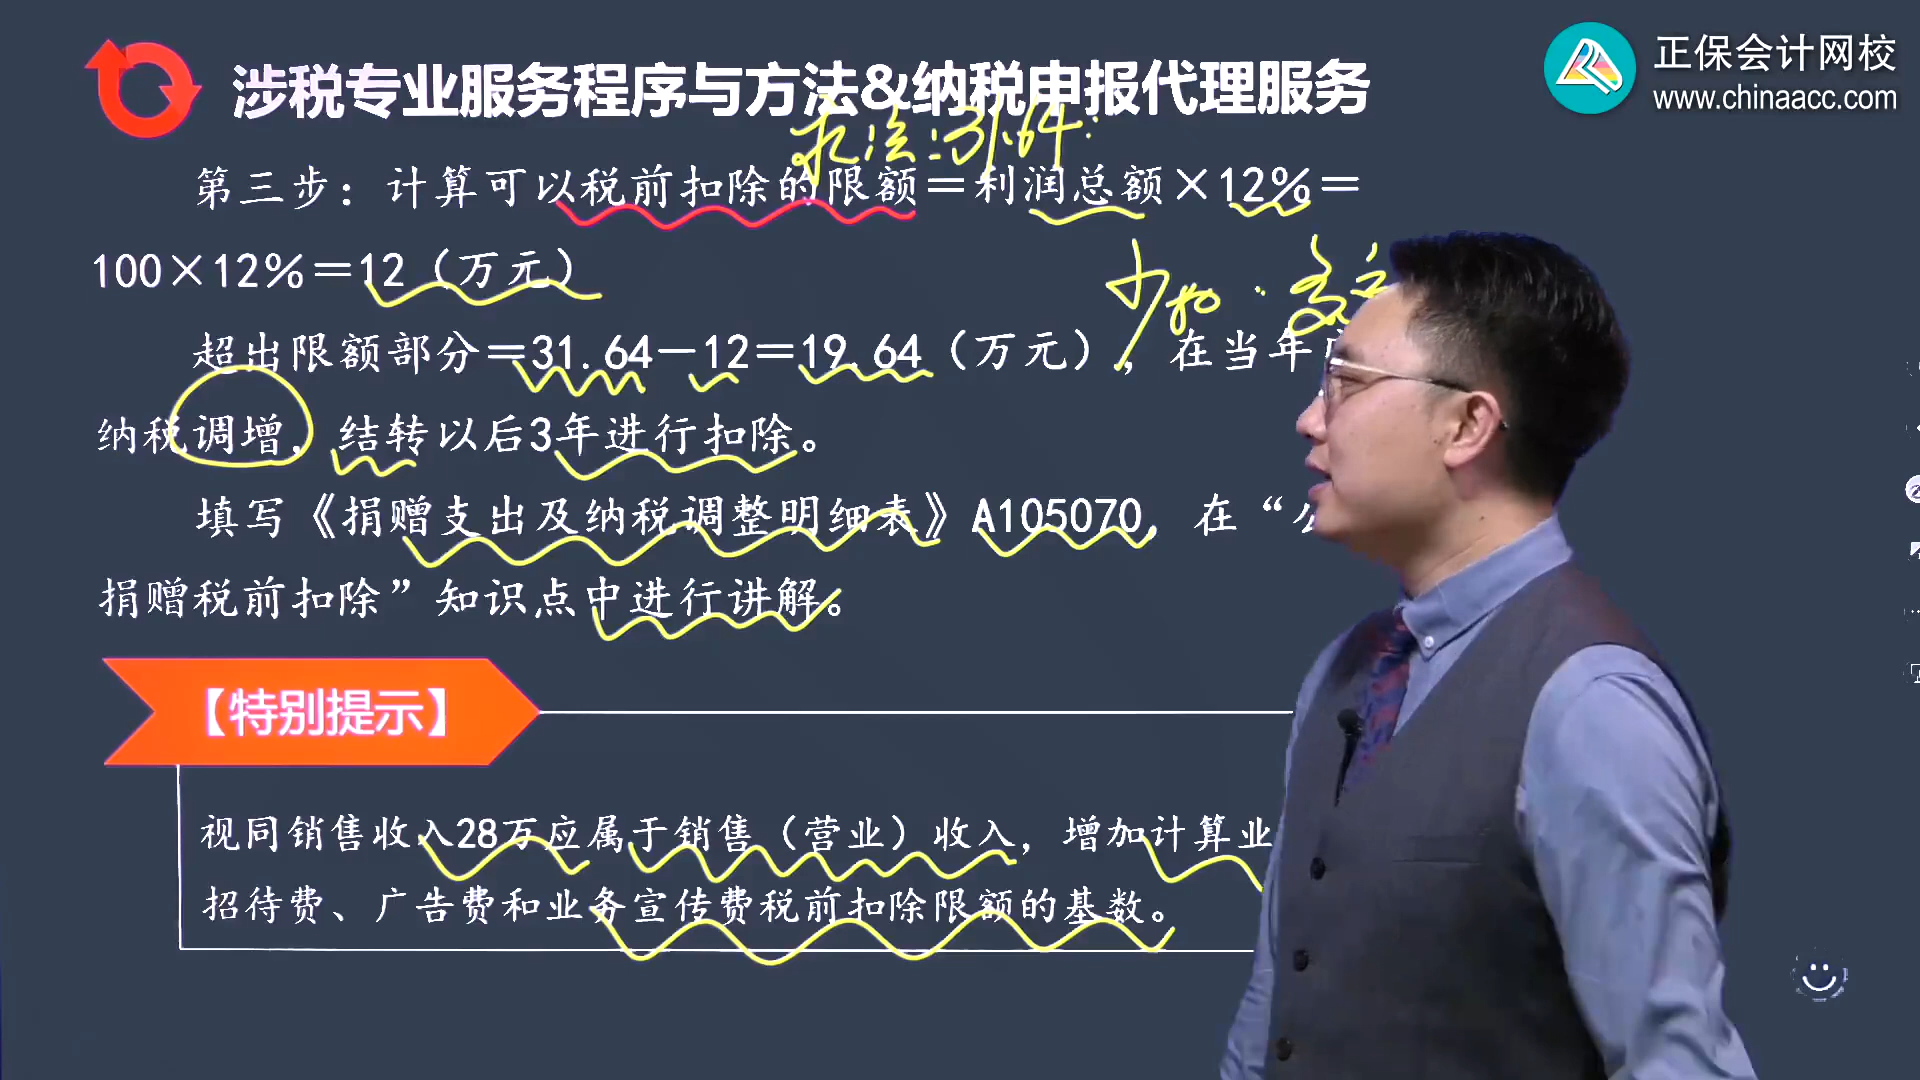 正保会计网校
www.chinaacc.com
涉税专业服务程序与方法&纳税申报代理服务
税法:31.64
第三步：计算可以税前扣除的限额＝利润总额×12%＝
100×12%＝12（万元）
少扣
超出限额部分＝31.64－12＝19.64（万元），在当年
纳税调增，结转以后3年进行扣除。
填写《捐赠支出及纳税调整明细表》A105070，在“公
捐赠税前扣除”知识点中进行讲解。
【特别提示】
视同销售收入28万应属于销售（营业）收入，增加计算业
招待费、广告费和业务宣传费税前扣除限额的基数。